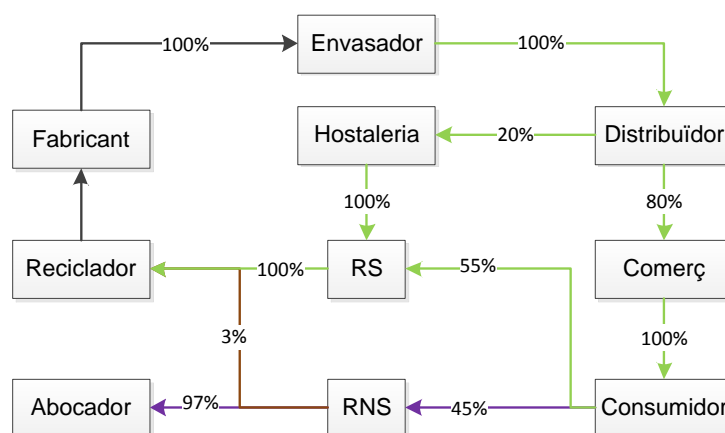 100%
Envasador
100%
Fabricant
Hostaleria
20%
Distribuïdor
100%
80%
Reciclador
100%
RS
55%
Comerç
3%
100%
Abocador
97%
RNS
45%
Consumidor